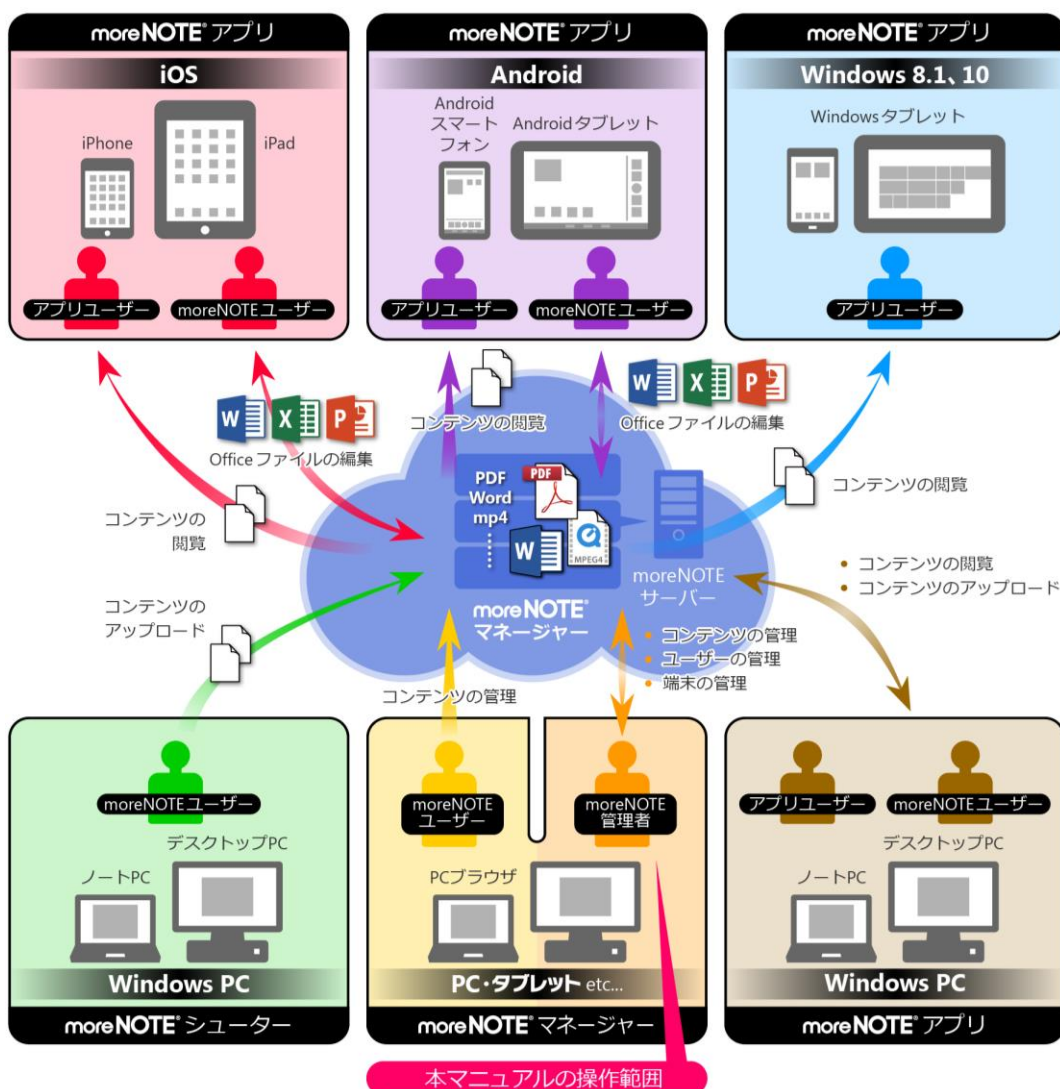 moreNOTE® アプリ
iOS
iPhone
iPad
アプリユーザー
moreNOTEユーザー
moreNOTE® アプリ
Android
Android
スマート
フォン
Androidタブレット
アプリユーザー
moreNOTEユーザー
moreNOTE® アプリ
Windows 8.1、10
Windowsタブレット
アプリユーザー
W
X
P
Officeファイルの編集
コンテンツの
閲覧
コンテンツの閲覧
W
X
P
Officeファイルの編集
コンテンツの閲覧
PDF
Word
mp4
PDF
W
MPEG4
moreNOTE
サーバー
moreNOTE®
マネージャー
コンテンツの
アップロード
コンテンツの管理
• コンテンツの管理
• ユーザーの管理
• 端末の管理
• コンテンツの閲覧
• コンテンツのアップロード
moreNOTEユーザー
デスクトップPC
ノートPC
Windows PC
moreNOTE® シューター
moreNOTE
ユーザー
moreNOTE
管理者
PCブラウザ
PC・タブレット etc...
moreNOTE® マネージャー
アプリユーザー
moreNOTEユーザー
デスクトップPC
ノートPC
Windows PC
moreNOTE® アプリ
本マニュアルの操作範囲